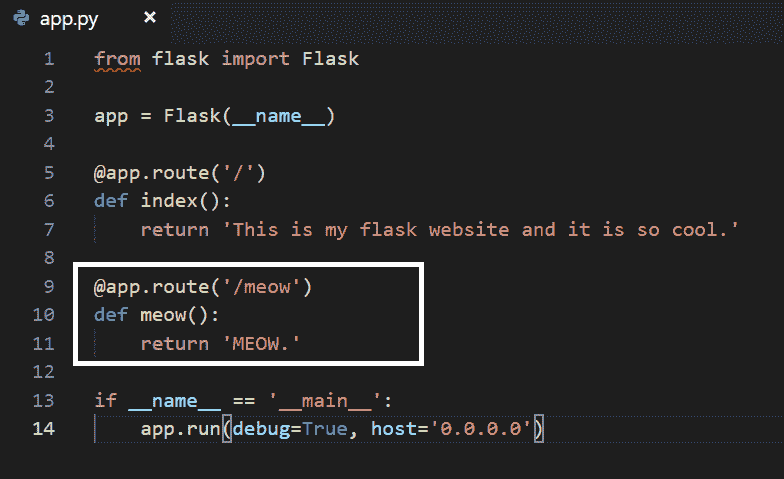 app.py ×
1 from flask import Flask
2
3 app = Flask(__name__)
4
5 @app.route('/')
6 def index():
7     return 'This is my flask website and it is so cool.'
8
9 @app.route('/meow')
10 def meow():
11     return 'MEOW.'
12
13 if __name__ == '__main__':
14     app.run(debug=True, host='0.0.0.0')